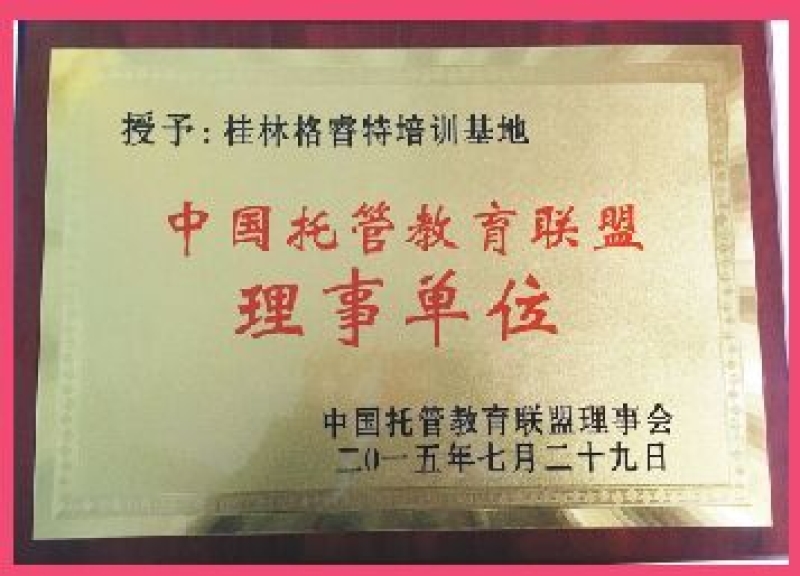 授予：桂林格睿特培训基地
中国托管教育联盟
理事单位
中国托管教育联盟理事会
二0一五年七月二十九日